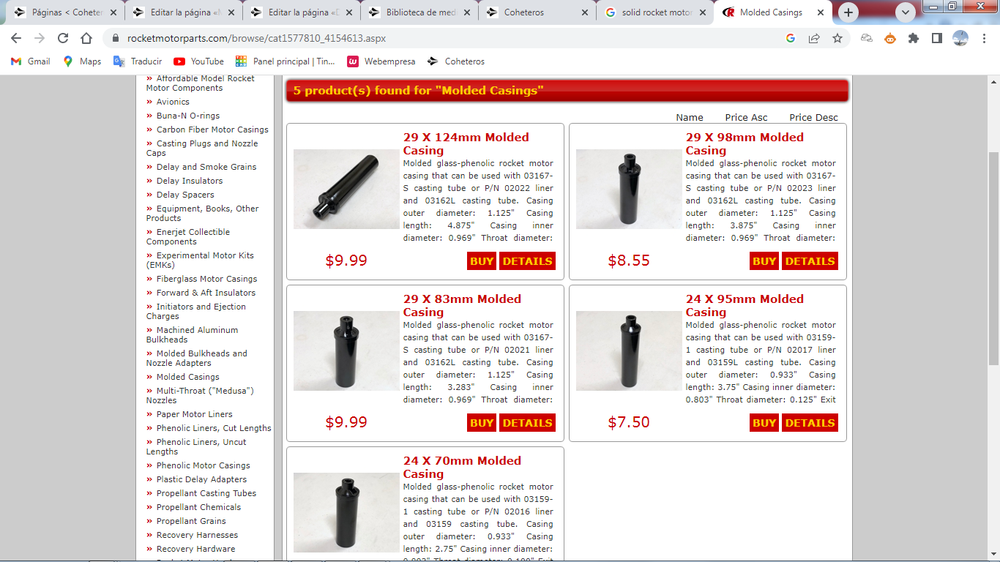 Páginas < Coheter
Editar la página «
Editar la página «
Biblioteca de med
Coheteros
solid rocket motor
Molded Casings
rocketmotorparts.com/browse/cat1577810_4154613.aspx
Gmail
Maps
Traducir
YouTube
Panel principal | Tin...
Webempresa
Coheteros
» Affordable Model Rocket
Motor Components
» Avionics
» Buna-N O-rings
» Carbon Fiber Motor Casings
» Casting Plugs and Nozzle
Caps
» Delay and Smoke Grains
» Delay Insulators
» Delay Spacers
» Equipment, Books, Other
Products
» Enerjet Collectible
Components
» Experimental Motor Kits
(EMKs)
» Fiberglass Motor Casings
» Forward & Aft Insulators
» Initiators and Ejection
Charges
» Machined Aluminum
Bulkheads
» Molded Bulkheads and
Nozzle Adapters
» Molded Casings
» Multi-Throat ("Medusa")
Nozzles
» Paper Motor Liners
» Phenolic Liners, Cut Lengths
» Phenolic Liners, Uncut
Lengths
» Phenolic Motor Casings
» Plastic Delay Adapters
» Propellant Casting Tubes
» Propellant Chemicals
» Propellant Grains
» Recovery Harnesses
» Recovery Hardware
5 product(s) found for "Molded Casings"
Name Price Asc Price Desc
29 X 124mm Molded
Casing
Molded glass-phenolic rocket motor
casing that can be used with 03167-
S casting tube or P/N 02022 liner
and 03162L casting tube. Casing
outer diameter: 1.125" Casing
length: 4.875" Casing inner
diameter: 0.969" Throat diameter:
$9.99
BUY DETAILS
29 X 98mm Molded
Casing
Molded glass-phenolic rocket motor
casing that can be used with 03167-
S casting tube or P/N 02023 liner
and 03162L casting tube. Casing
outer diameter: 1.125" Casing
length: 3.875" Casing inner
diameter: 0.969" Throat diameter:
$8.55
BUY DETAILS
29 X 83mm Molded
Casing
Molded glass-phenolic rocket motor
casing that can be used with 03167-
S casting tube or P/N 02021 liner
and 03162L casting tube. Casing
outer diameter: 1.125" Casing
length: 3.283" Casing inner
diameter: 0.969" Throat diameter:
$9.99
BUY DETAILS
24 X 95mm Molded
Casing
Molded glass-phenolic rocket motor
casing that can be used with 03159-
1 casting tube or P/N 02017 liner
and 03159L casting tube. Casing
outer diameter: 0.933" Casing
length: 3.75" Casing inner diameter:
0.803" Throat diameter: 0.125" Exit
$7.50
BUY DETAILS
24 X 70mm Molded
Casing
Molded glass-phenolic rocket motor
casing that can be used with 03159-
1 casting tube or P/N 02016 liner
and 03159 casting tube. Casing
outer diameter: 0.933" Casing
length: 2.75" Casing inner diameter: